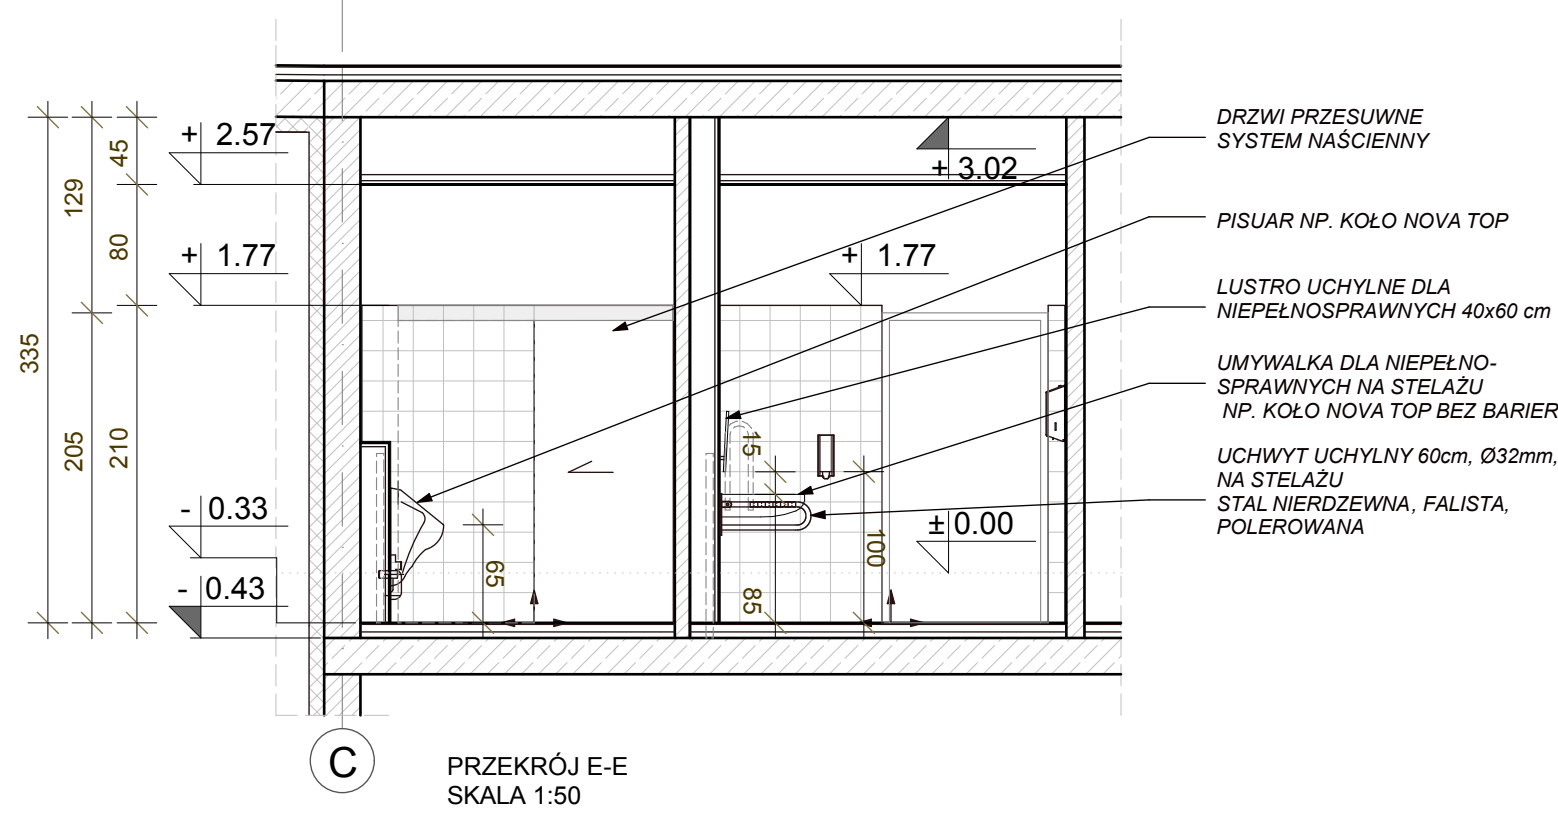 DRZWI PRZESUWNE
SYSTEM NAŚCIENNY
PISUAR NP. KOŁO NOVA TOP
LUSTRO UCHYLNE DLA
NIEPEŁNOSPRAWNYCH 40x60 cm
UMYWALKA DLA NIEPEŁNO-
SPRAWNYCH NA STELAŻU
NP. KOŁO NOVA TOP BEZ BARIER
UCHWYT UCHYLNY 60cm, Ø32mm,
NA STELAŻU
STAL NIERDZEWNA, FALISTA,
POLEROWANA
335
129
205
45
80
210
+ 2.57
+ 1.77
- 0.33
- 0.43
+ 3.02
+ 1.77
± 0.00
65
15
85
100
C
PRZEKRÓJ E-E
SKALA 1:50